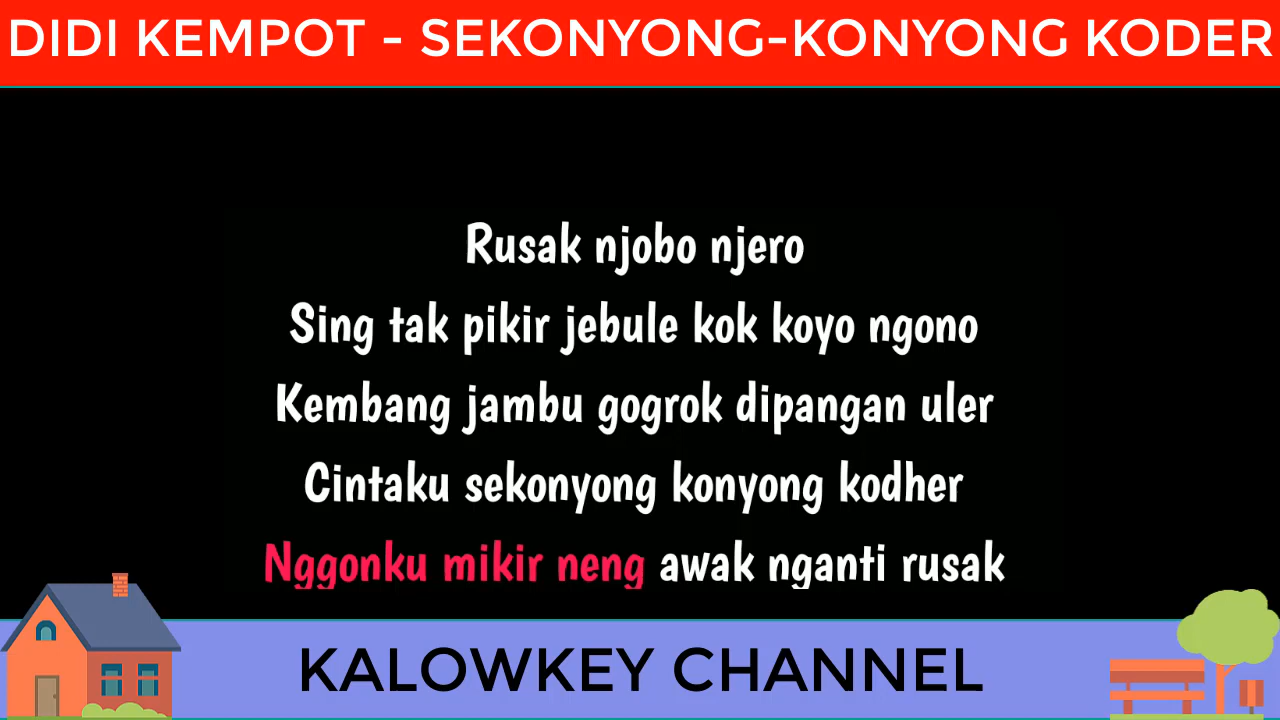 DIDI KEMPOT - SEKONYONG-KONYONG KODER
Rusak njobo njero
Sing tak pikir jebule kok koyo ngono
Kembang jambu gogrok dipangan uler
Cintaku sekonyong konyong kodher
Nggonku mikir neng awak nganti rusak
KALOWKEY CHANNEL